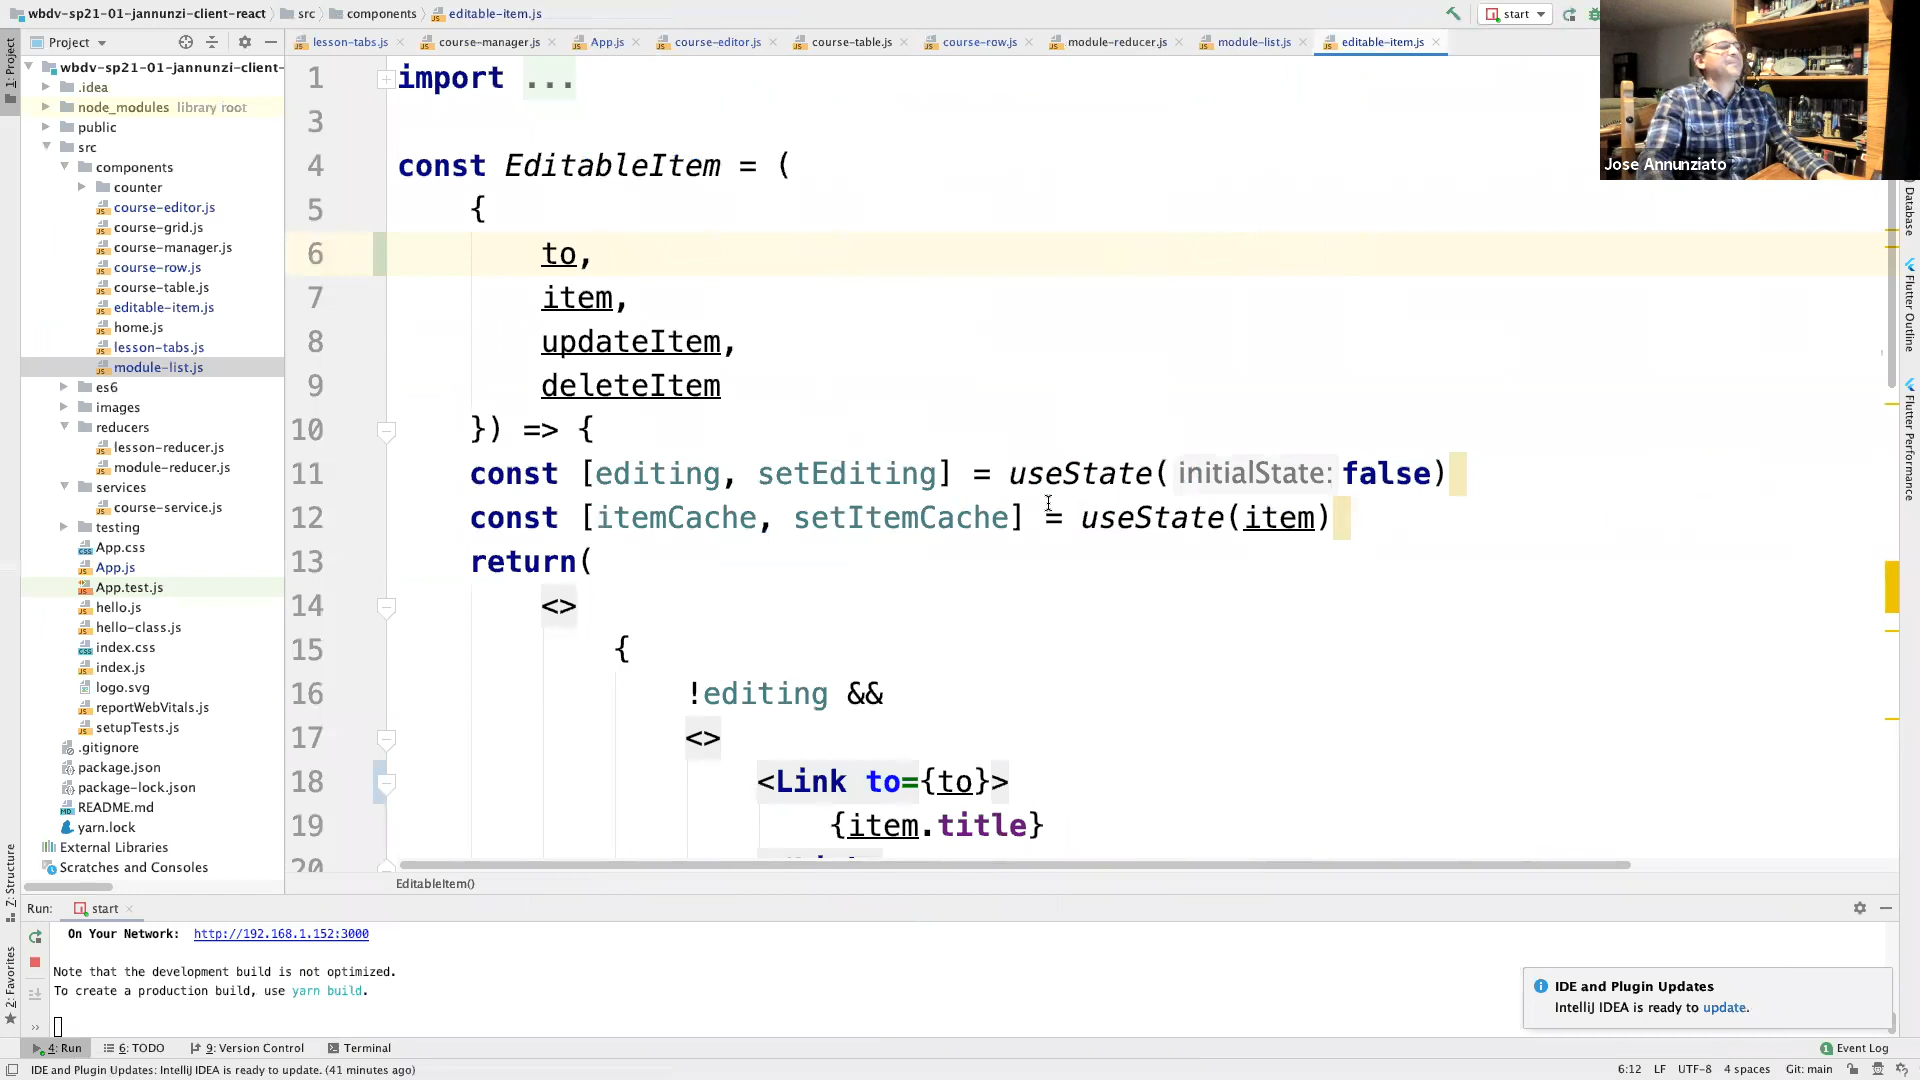 wbdv-sp21-01-jannunzi-client-react src components editable-item.js start
Project lesson-tabs.js course-manager.js App.js course-editor.js course-table.js course-row.js module-reducer.js module-list.js editable-item.js
Jose Annunziato
1: Project
wbdv-sp21-01-jannunzi-client-
.idea
node_modules library root
public
src
components
counter
course-editor.js
course-grid.js
course-manager.js
course-row.js
course-table.js
editable-item.js
home.js
lesson-tabs.js
module-list.js
es6
images
reducers
lesson-reducer.js
module-reducer.js
services
course-service.js
testing
App.css
App.js
App.test.js
hello.js
hello-class.js
index.css
index.js
logo.svg
reportWebVitals.js
setupTests.js
.gitignore
package.json
package-lock.json
README.md
yarn.lock
External Libraries
Scratches and Consoles
1 import ...
3
4 const EditableItem = (
5 {
6 to,
7 item,
8 updateItem,
9 deleteItem
10 }) => {
11 const [editing, setEditing] = useState( initialState: false)
12 const [itemCache, setItemCache] = useState(item)
13 return(
14 <>
15 {
16 !editing &&
17 <>
18 <Link to={to}>
19 {item.title}
20
EditableItem()
Database
Flutter Outline
Flutter Performance
Z: Structure
2: Favorites
Run: start
On Your Network: http://192.168.1.152:3000
Note that the development build is not optimized.
To create a production build, use yarn build.
IDE and Plugin Updates
IntelliJ IDEA is ready to update.
4: Run 6: TODO 9: Version Control Terminal 1 Event Log
IDE and Plugin Updates: IntelliJ IDEA is ready to update. (41 minutes ago) 6:12 LF UTF-8 4 spaces Git: main